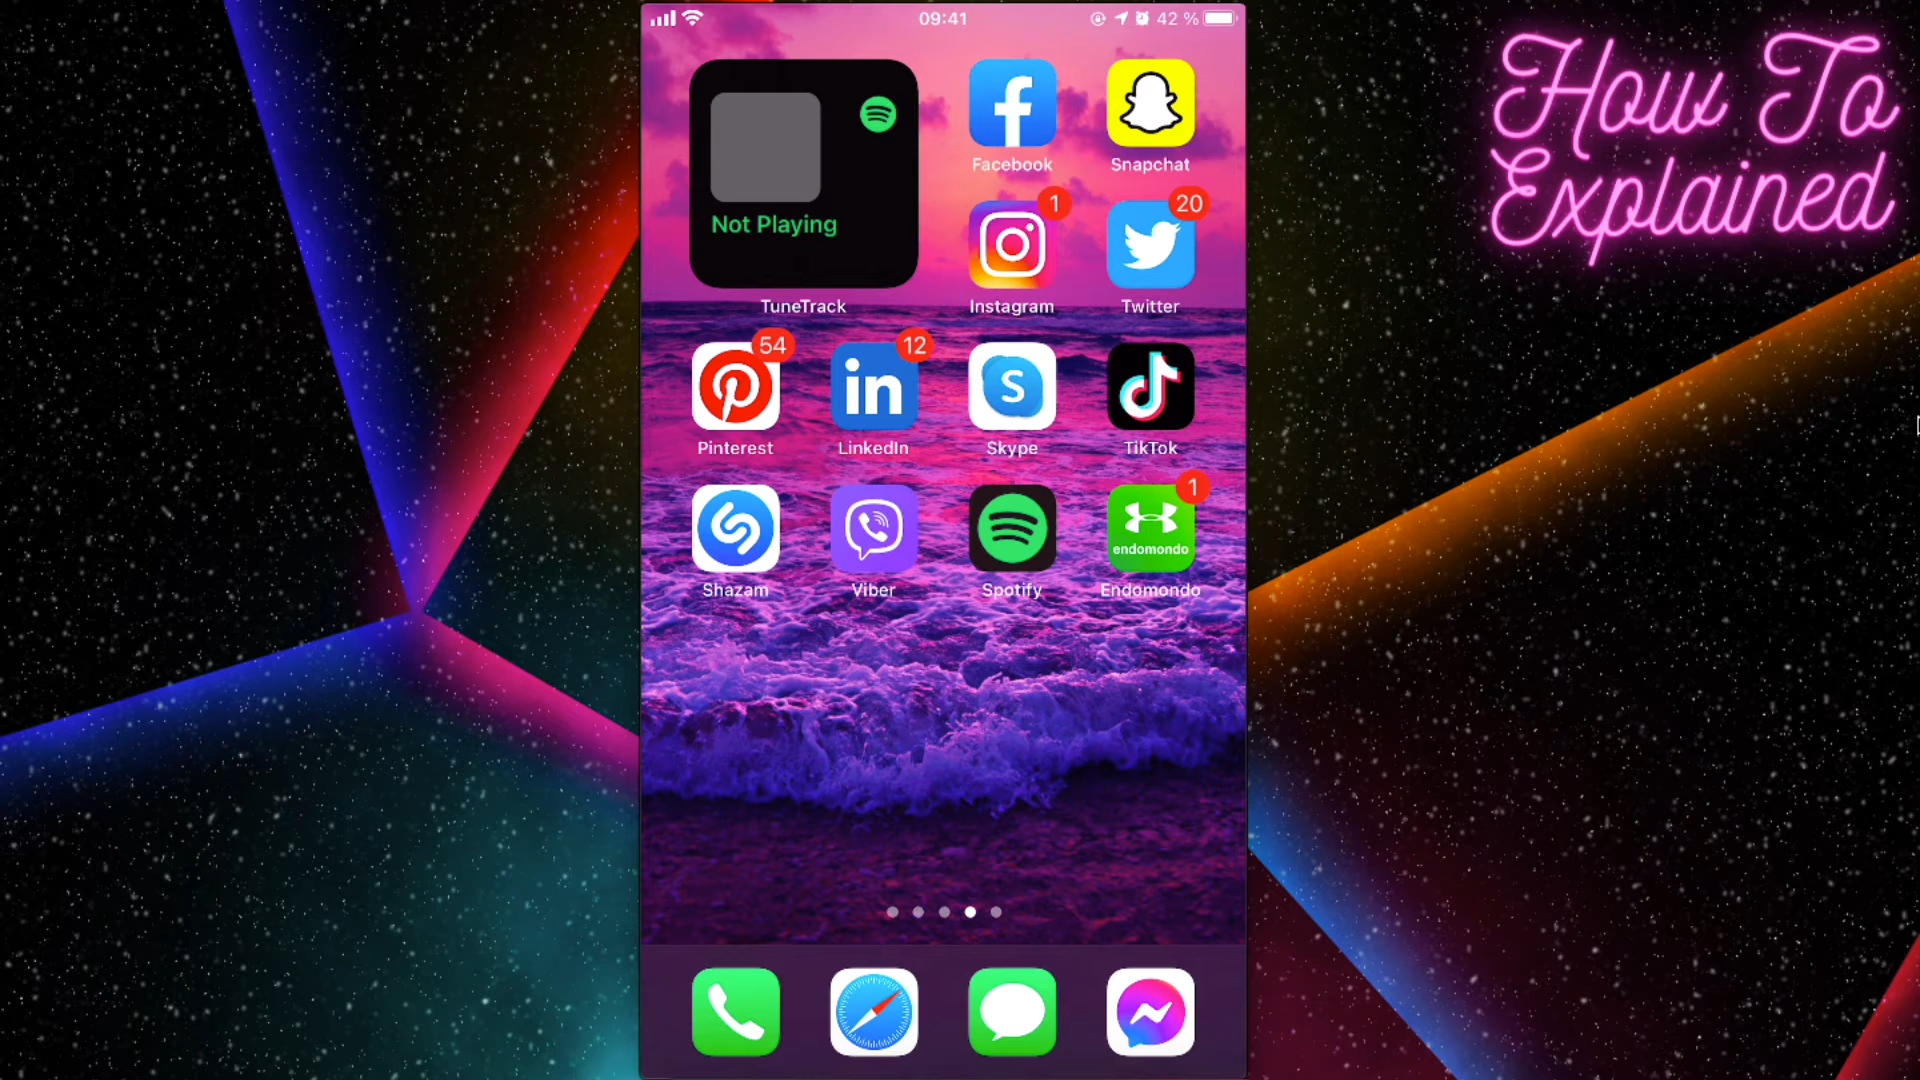 09:41
42 %
How To
Explained
Not Playing
TuneTrack
Facebook
Snapchat
1
20
Instagram
Twitter
54
12
in
S
Pinterest
LinkedIn
Skype
TikTok
1
endomondo
Shazam
Viber
Spotify
Endomondo